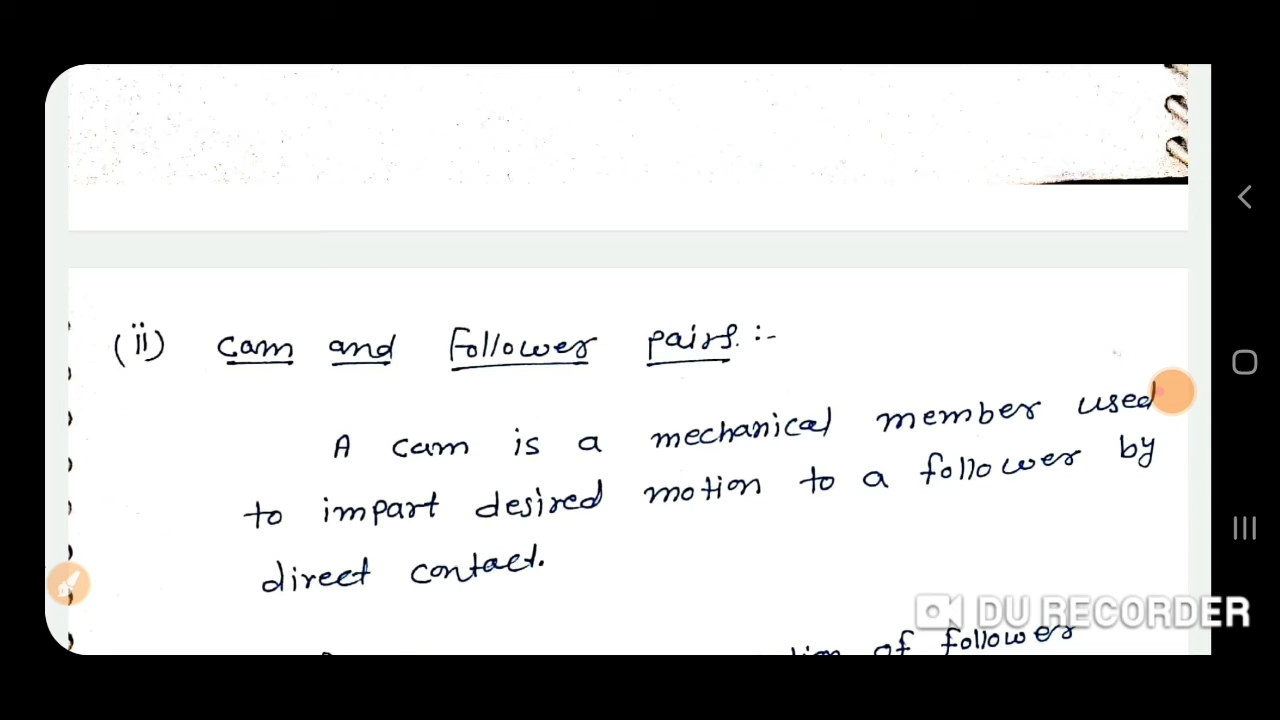 (ii) Cam and Follower pairs :-
A cam is a mechanical member used
to impart desired motion to a follower by
direct contact.
of follower
DU RECORDER